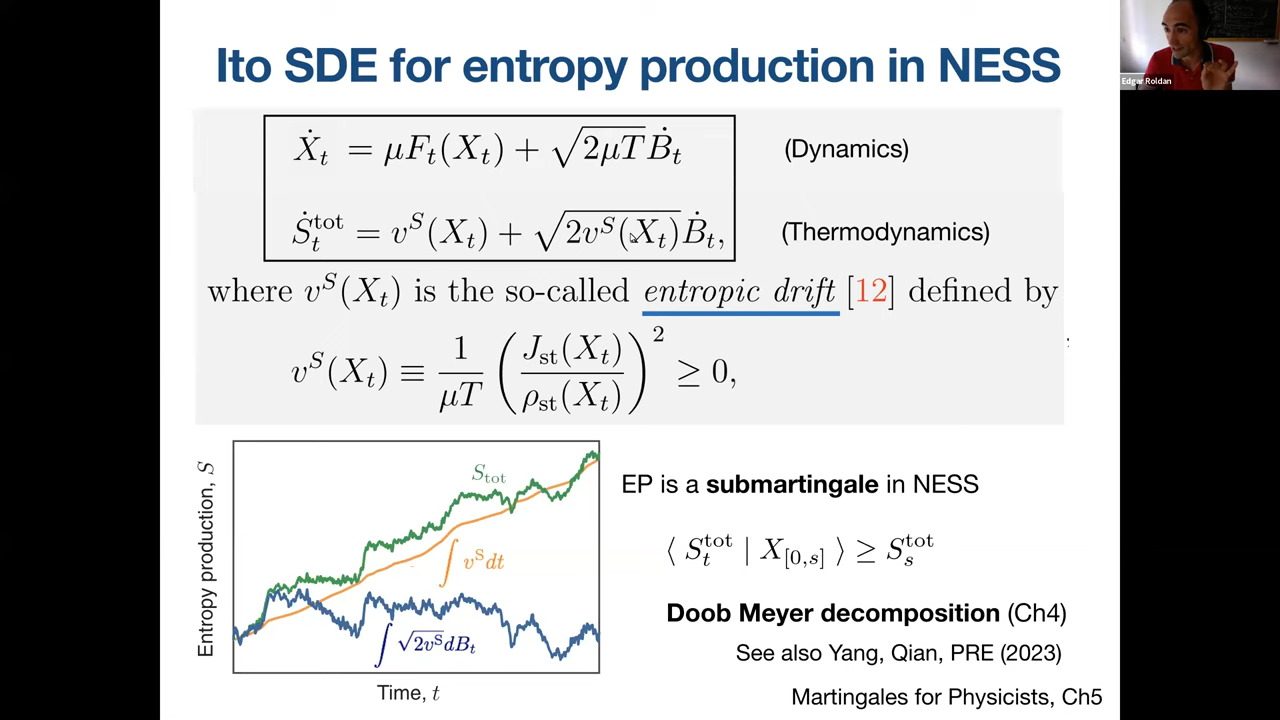 Ito SDE for entropy production in NESS
Edgar Roldan
Ẋ_t = μF_t(X_t) + √(2μT) Ḃ_t
(Dynamics)
Ṡ_t^tot = v^S(X_t) + √(2v^S(X_t)) Ḃ_t,
(Thermodynamics)
where v^S(X_t) is the so-called entropic drift [12] defined by
v^S(X_t) ≡ 1/(μT) (J_st(X_t)/ρ_st(X_t))^2 ≥ 0,
Entropy production, S
S_tot
∫ v^S dt
∫ √(2v^S) dB_t
Time, t
EP is a submartingale in NESS
⟨ S_t^tot | X_[0,s] ⟩ ≥ S_s^tot
Doob Meyer decomposition (Ch4)
See also Yang, Qian, PRE (2023)
Martingales for Physicists, Ch5